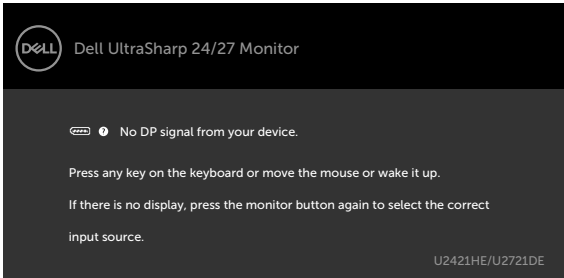 DELL Dell UltraSharp 24/27 Monitor
? No DP signal from your device.
Press any key on the keyboard or move the mouse or wake it up.
If there is no display, press the monitor button again to select the correct
input source.
U2421HE/U2721DE